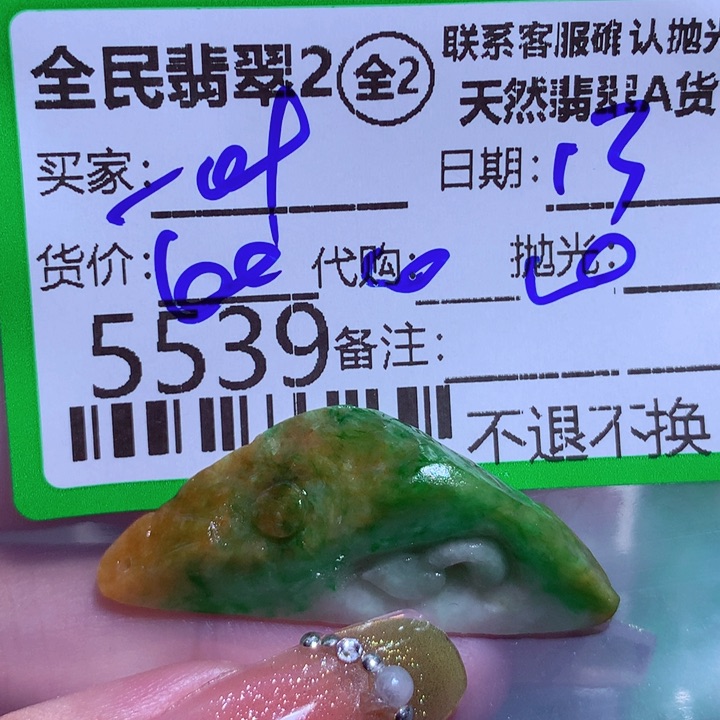 全民翡翠2 全2
联系客服确认抛光
天然翡翠A货
买家:
日期: 13
货价: 60 代购: 抛光:
5539 备注:
不退不换